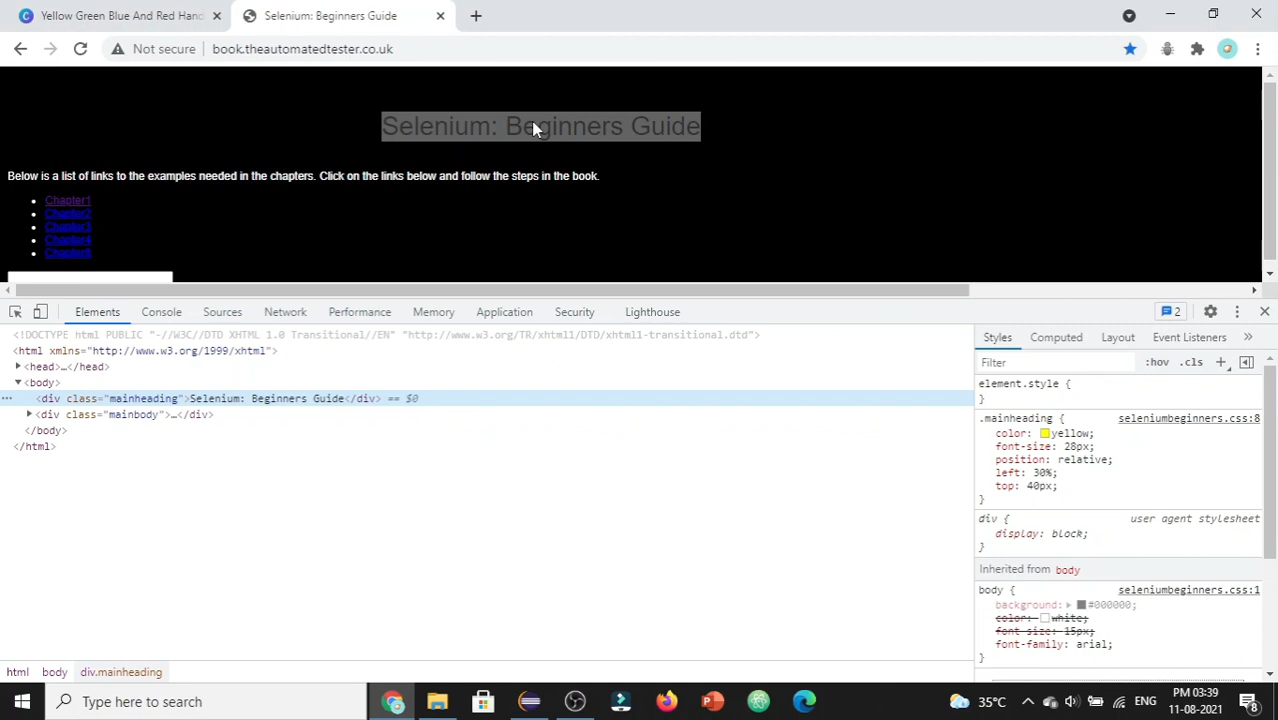 Yellow Green Blue And Red Hand
Selenium: Beginners Guide
Not secure
book.theautomatedtester.co.uk
Selenium: Beginners Guide
Below is a list of links to the examples needed in the chapters. Click on the links below and follow the steps in the book.
Chapter1
Chapter2
Chapter3
Chapter4
Chapter8
Elements Console Sources Network Performance Memory Application Security Lighthouse 2
<!DOCTYPE html PUBLIC "-//W3C//DTD XHTML 1.0 Transitional//EN" "http://www.w3.org/TR/xhtml1/DTD/xhtml1-transitional.dtd">
<html xmlns="http://www.w3.org/1999/xhtml">
<head>…</head>
<body>
<div class="mainheading">Selenium: Beginners Guide</div> == $0
<div class="mainbody">…</div>
</body>
</html>
Styles Computed Layout Event Listeners
Filter :hov .cls
element.style {
}
.mainheading { seleniumbeginners.css:8
color: yellow;
font-size: 28px;
position: relative;
left: 30%;
top: 40px;
}
div { user agent stylesheet
display: block;
}
Inherited from body
body { seleniumbeginners.css:1
background: #000000;
color: white;
font-size: 15px;
font-family: arial;
}
html body div.mainheading
Type here to search
35°C ENG PM 03:39
11-08-2021
8